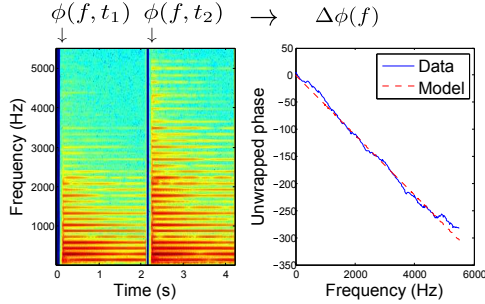 ϕ(f, t₁) ϕ(f, t₂) → Δϕ(f)
↓ ↓
5000
4000
3000
2000
1000
Frequency (Hz)
0 1 2 3 4
Time (s)
50
0
−50
−100
−150
−200
−250
−300
−350
Unwrapped phase
Data
Model
0 2000 4000 6000
Frequency (Hz)